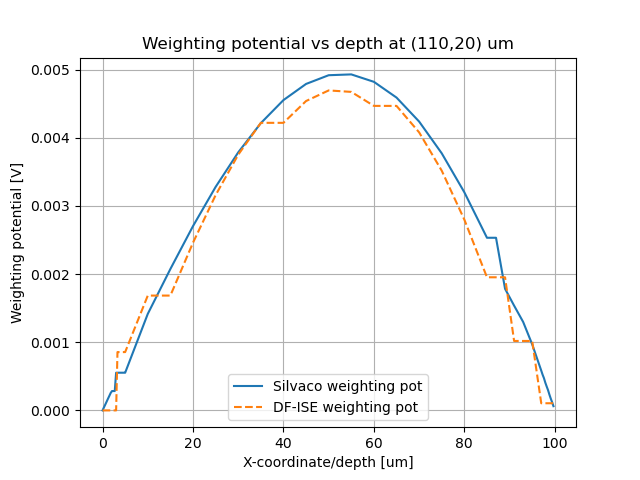 Weighting potential vs depth at (110,20) um
Weighting potential [V]
0.005
0.004
0.003
0.002
0.001
0.000
Silvaco weighting pot
DF-ISE weighting pot
0 20 40 60 80 100
X-coordinate/depth [um]